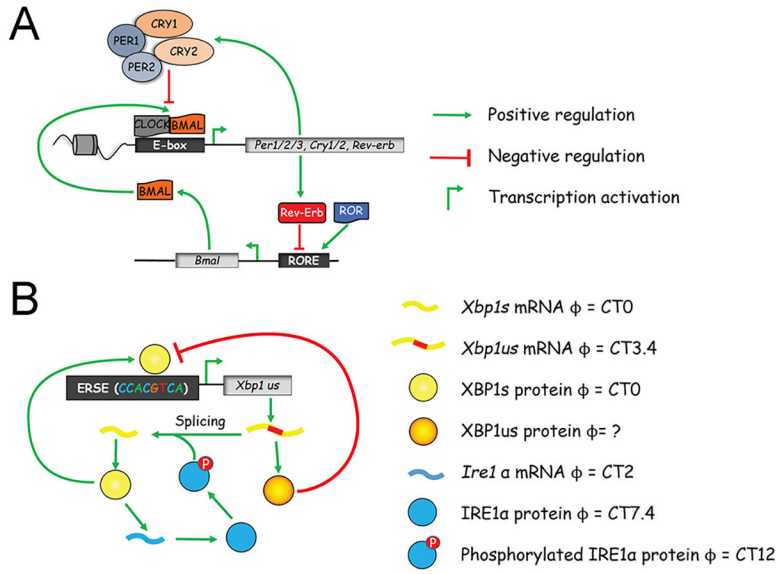 A
CRY1
PER1
CRY2
PER2
CLOCK
BMAL
E-box
Per1/2/3, Cry1/2, Rev-erb
BMAL
Rev-Erb
ROR
Bmal
RORE
Positive regulation
Negative regulation
Transcription activation
B
ERSE (CCACGTCA)
Xbp1 us
Splicing
P
Xbp1s mRNA ϕ = CT0
Xbp1us mRNA ϕ = CT3.4
XBP1s protein ϕ = CT0
XBP1us protein ϕ= ?
Ire1 a mRNA ϕ = CT2
IRE1a protein ϕ = CT7.4
P
Phosphorylated IRE1a protein ϕ = CT12